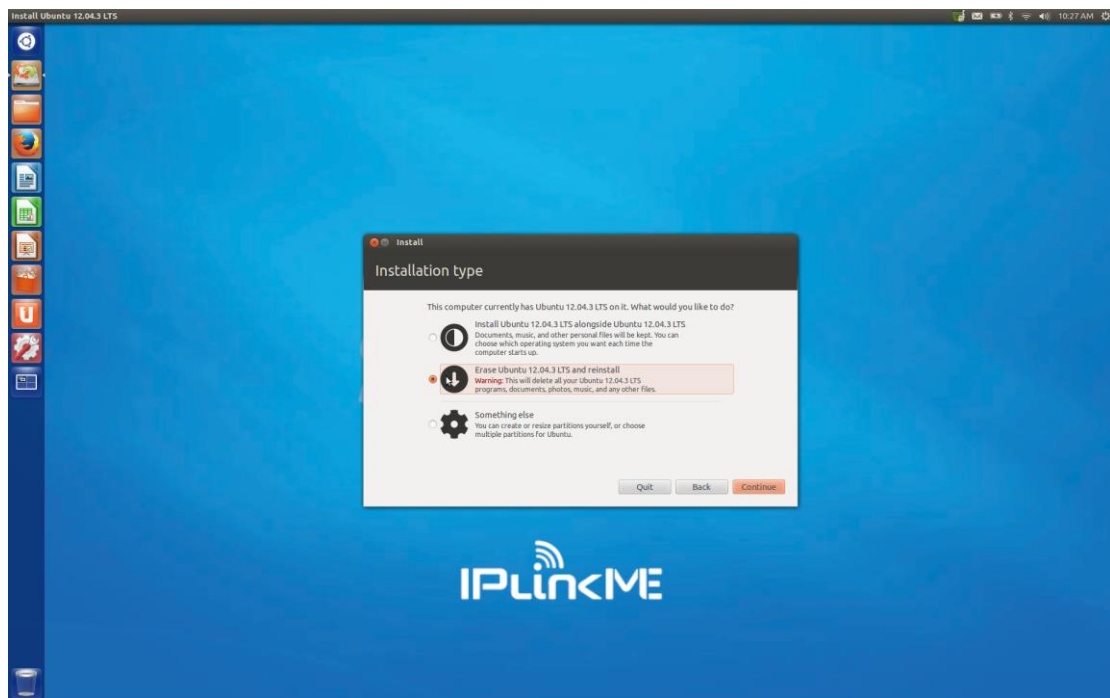 Install Ubuntu 12.04.3 LTS
10:27 AM
Install
Installation type
This computer currently has Ubuntu 12.04.3 LTS on it. What would you like to do?
Install Ubuntu 12.04.3 LTS alongside Ubuntu 12.04.3 LTS
Documents, music, and other personal files will be kept. You can
choose which operating system you want each time the
computer starts up.
Erase Ubuntu 12.04.3 LTS and reinstall
Warning: This will delete all your Ubuntu 12.04.3 LTS
programs, documents, photos, music, and any other files.
Something else
You can create or resize partitions yourself, or choose
multiple partitions for Ubuntu.
Quit Back Continue
IPLinkME